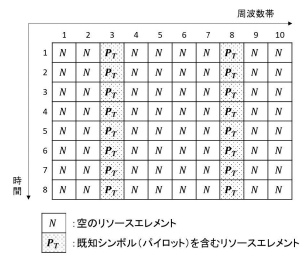 周波数帯
1 2 3 4 5 6 7 8 9 10
1 N N P_T N N N N P_T N N
2 N N P_T N N N N P_T N N
3 N N P_T N N N N P_T N N
4 N N P_T N N N N P_T N N
5 N N P_T N N N N P_T N N
6 N N P_T N N N N P_T N N
7 N N P_T N N N N P_T N N
8 N N P_T N N N N P_T N N
時間
N :空のリソースエレメント
P_T :既知シンボル(パイロット)を含むリソースエレメント